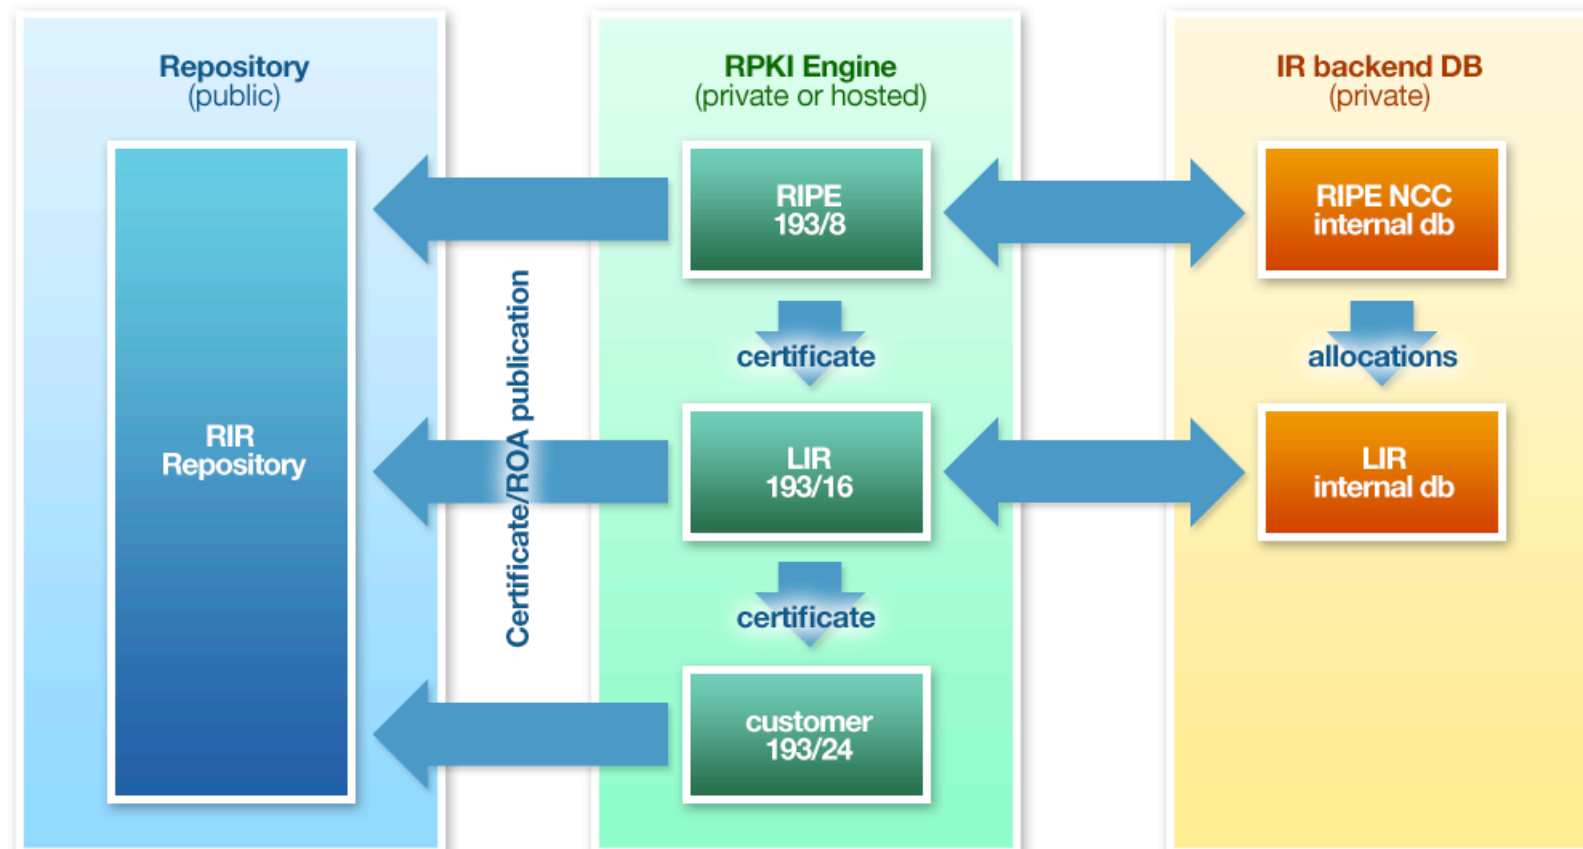 Repository
(public)
RIR
Repository
Certificate/ROA publication
RPKI Engine
(private or hosted)
RIPE
193/8
certificate
LIR
193/16
certificate
customer
193/24
IR backend DB
(private)
RIPE NCC
internal db
allocations
LIR
internal db